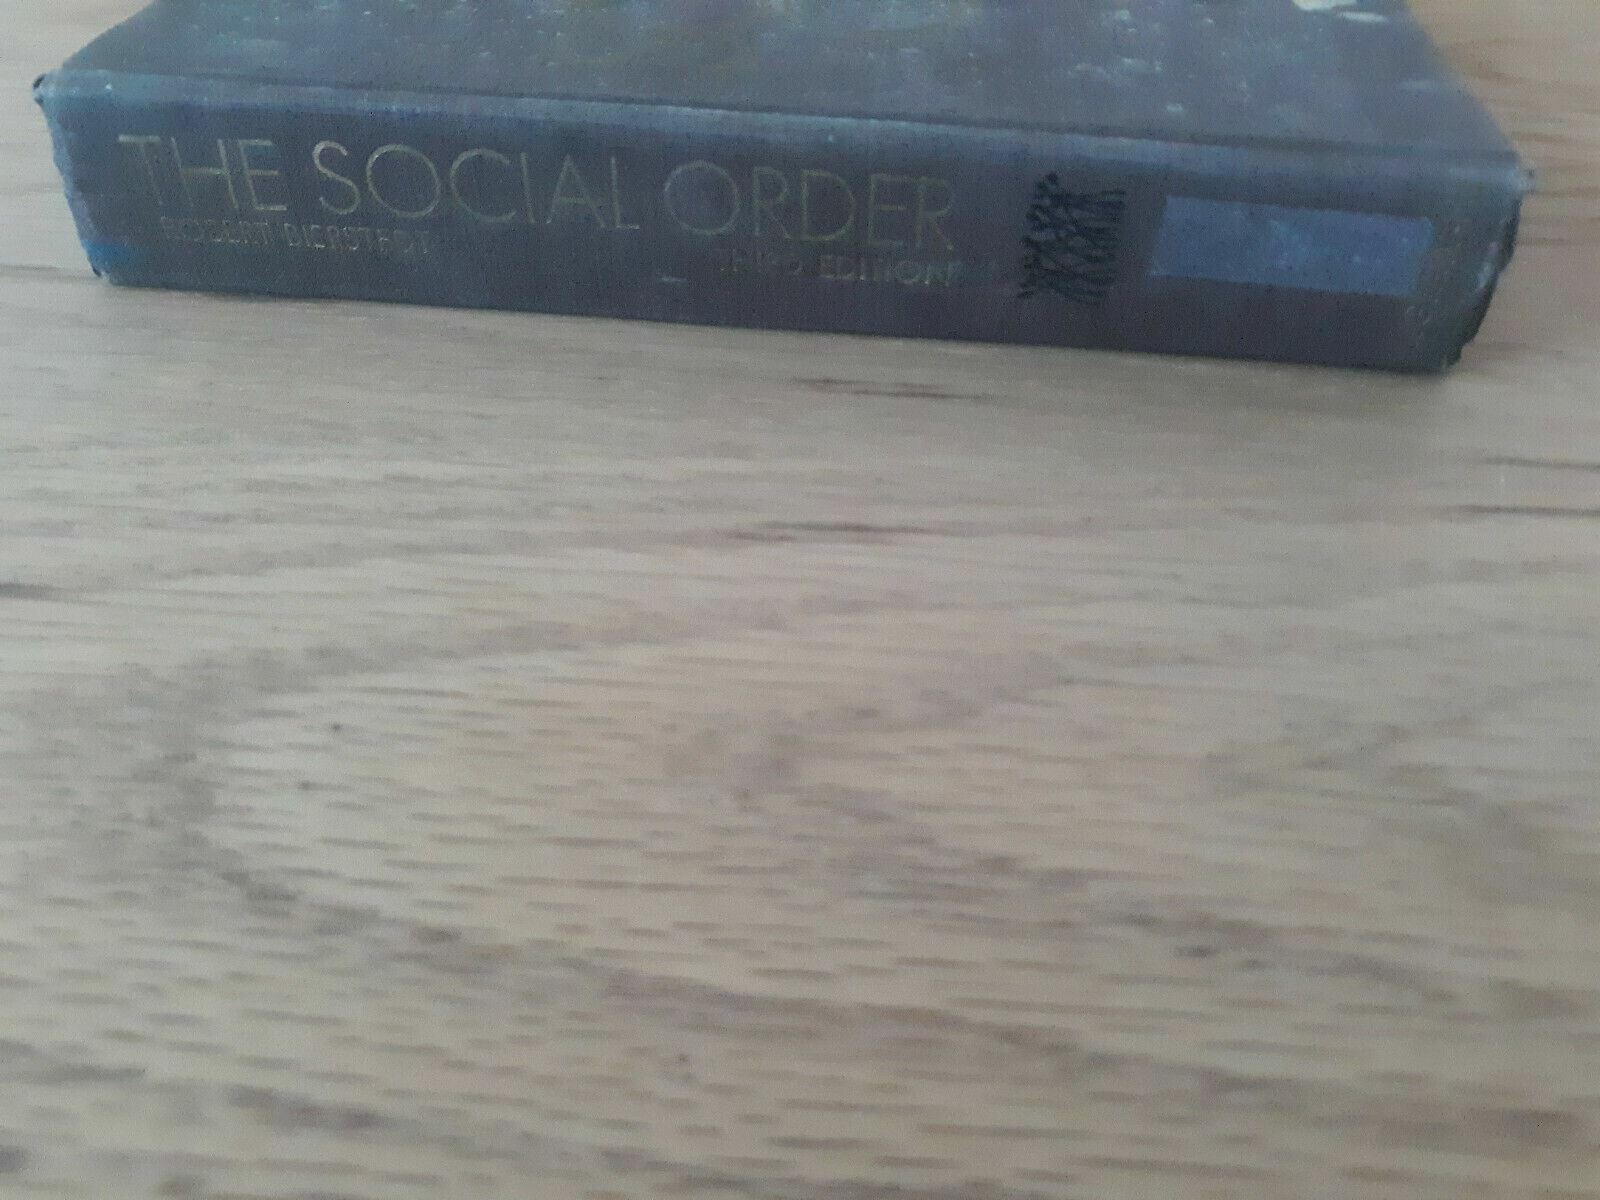 THE SOCIAL ORDER
ROBERT BIERSTEDT
THIRD EDITION